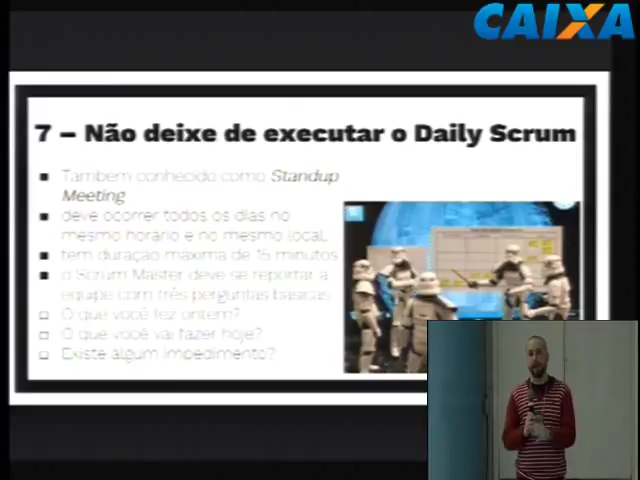 CAIXA
7 – Não deixe de executar o Daily Scrum
Também conhecido como Standup
Meeting
deve ocorrer todos os dias no
mesmo horário e no mesmo local,
tem duração máxima de 15 minutos
o Scrum Master deve se reportar a
equipe com três perguntas básicas:
O que você fez ontem?
O que você vai fazer hoje?
Existe algum impedimento?